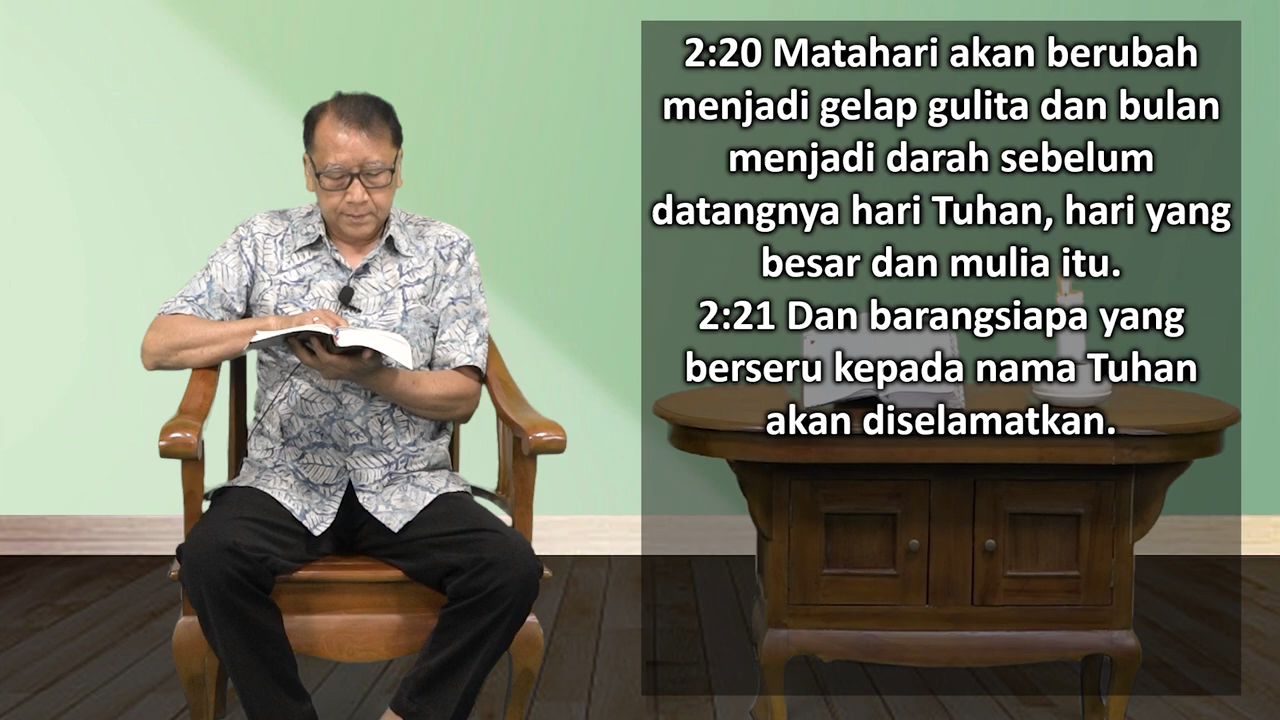 2:20 Matahari akan berubah
menjadi gelap gulita dan bulan
menjadi darah sebelum
datangnya hari Tuhan, hari yang
besar dan mulia itu.
2:21 Dan barangsiapa yang
berseru kepada nama Tuhan
akan diselamatkan.